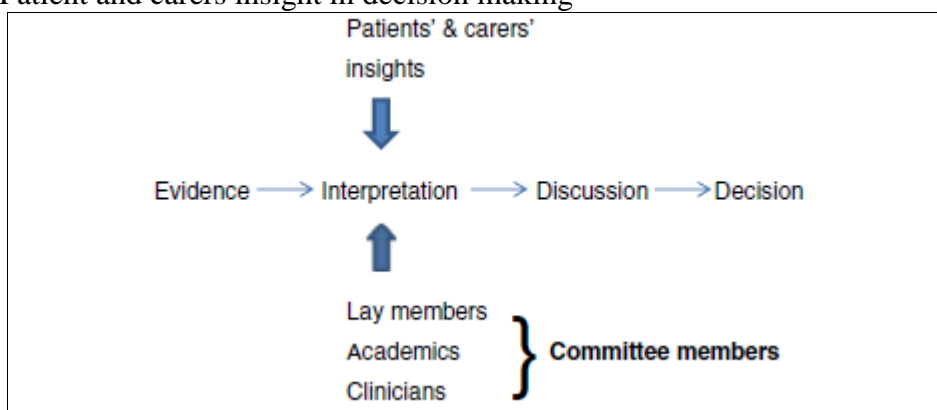 Patient and carers insight in decision making
Patients' & carers'
insights
Evidence Interpretation Discussion Decision
Lay members
Academics
Clinicians
} Committee members